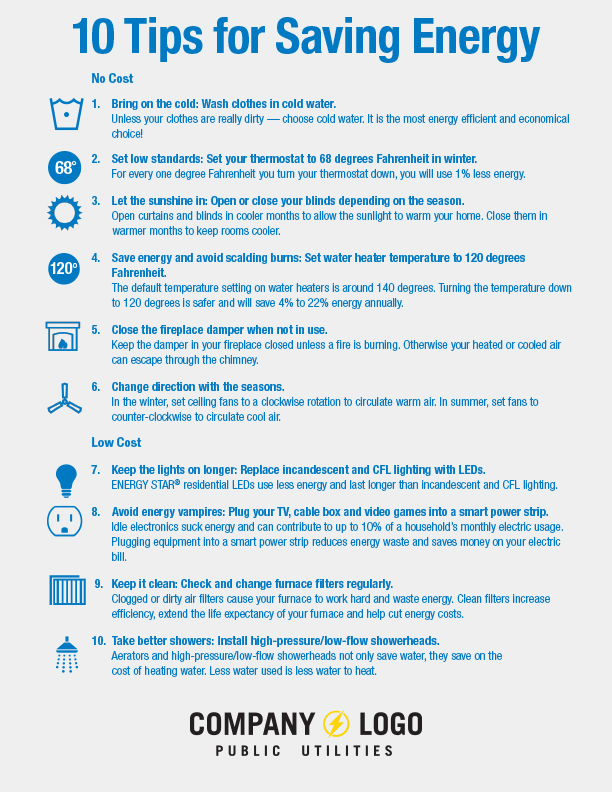 10 Tips for Saving Energy
No Cost
1. Bring on the cold: Wash clothes in cold water.
Unless your clothes are really dirty — choose cold water. It is the most energy efficient and economical
choice!
68° 2. Set low standards: Set your thermostat to 68 degrees Fahrenheit in winter.
For every one degree Fahrenheit you turn your thermostat down, you will use 1% less energy.
3. Let the sunshine in: Open or close your blinds depending on the season.
Open curtains and blinds in cooler months to allow the sunlight to warm your home. Close them in
warmer months to keep rooms cooler.
120° 4. Save energy and avoid scalding burns: Set water heater temperature to 120 degrees
Fahrenheit.
The default temperature setting on water heaters is around 140 degrees. Turning the temperature down
to 120 degrees is safer and will save 4% to 22% energy annually.
5. Close the fireplace damper when not in use.
Keep the damper in your fireplace closed unless a fire is burning. Otherwise your heated or cooled air
can escape through the chimney.
6. Change direction with the seasons.
In the winter, set ceiling fans to a clockwise rotation to circulate warm air. In summer, set fans to
counter-clockwise to circulate cool air.
Low Cost
7. Keep the lights on longer: Replace incandescent and CFL lighting with LEDs.
ENERGY STAR® residential LEDs use less energy and last longer than incandescent and CFL lighting.
8. Avoid energy vampires: Plug your TV, cable box and video games into a smart power strip.
Idle electronics suck energy and can contribute to up to 10% of a household's monthly electric usage.
Plugging equipment into a smart power strip reduces energy waste and saves money on your electric
bill.
9. Keep it clean: Check and change furnace filters regularly.
Clogged or dirty air filters cause your furnace to work hard and waste energy. Clean filters increase
efficiency, extend the life expectancy of your furnace and help cut energy costs.
10. Take better showers: Install high-pressure/low-flow showerheads.
Aerators and high-pressure/low-flow showerheads not only save water, they save on the
cost of heating water. Less water used is less water to heat.
COMPANY LOGO
PUBLIC UTILITIES